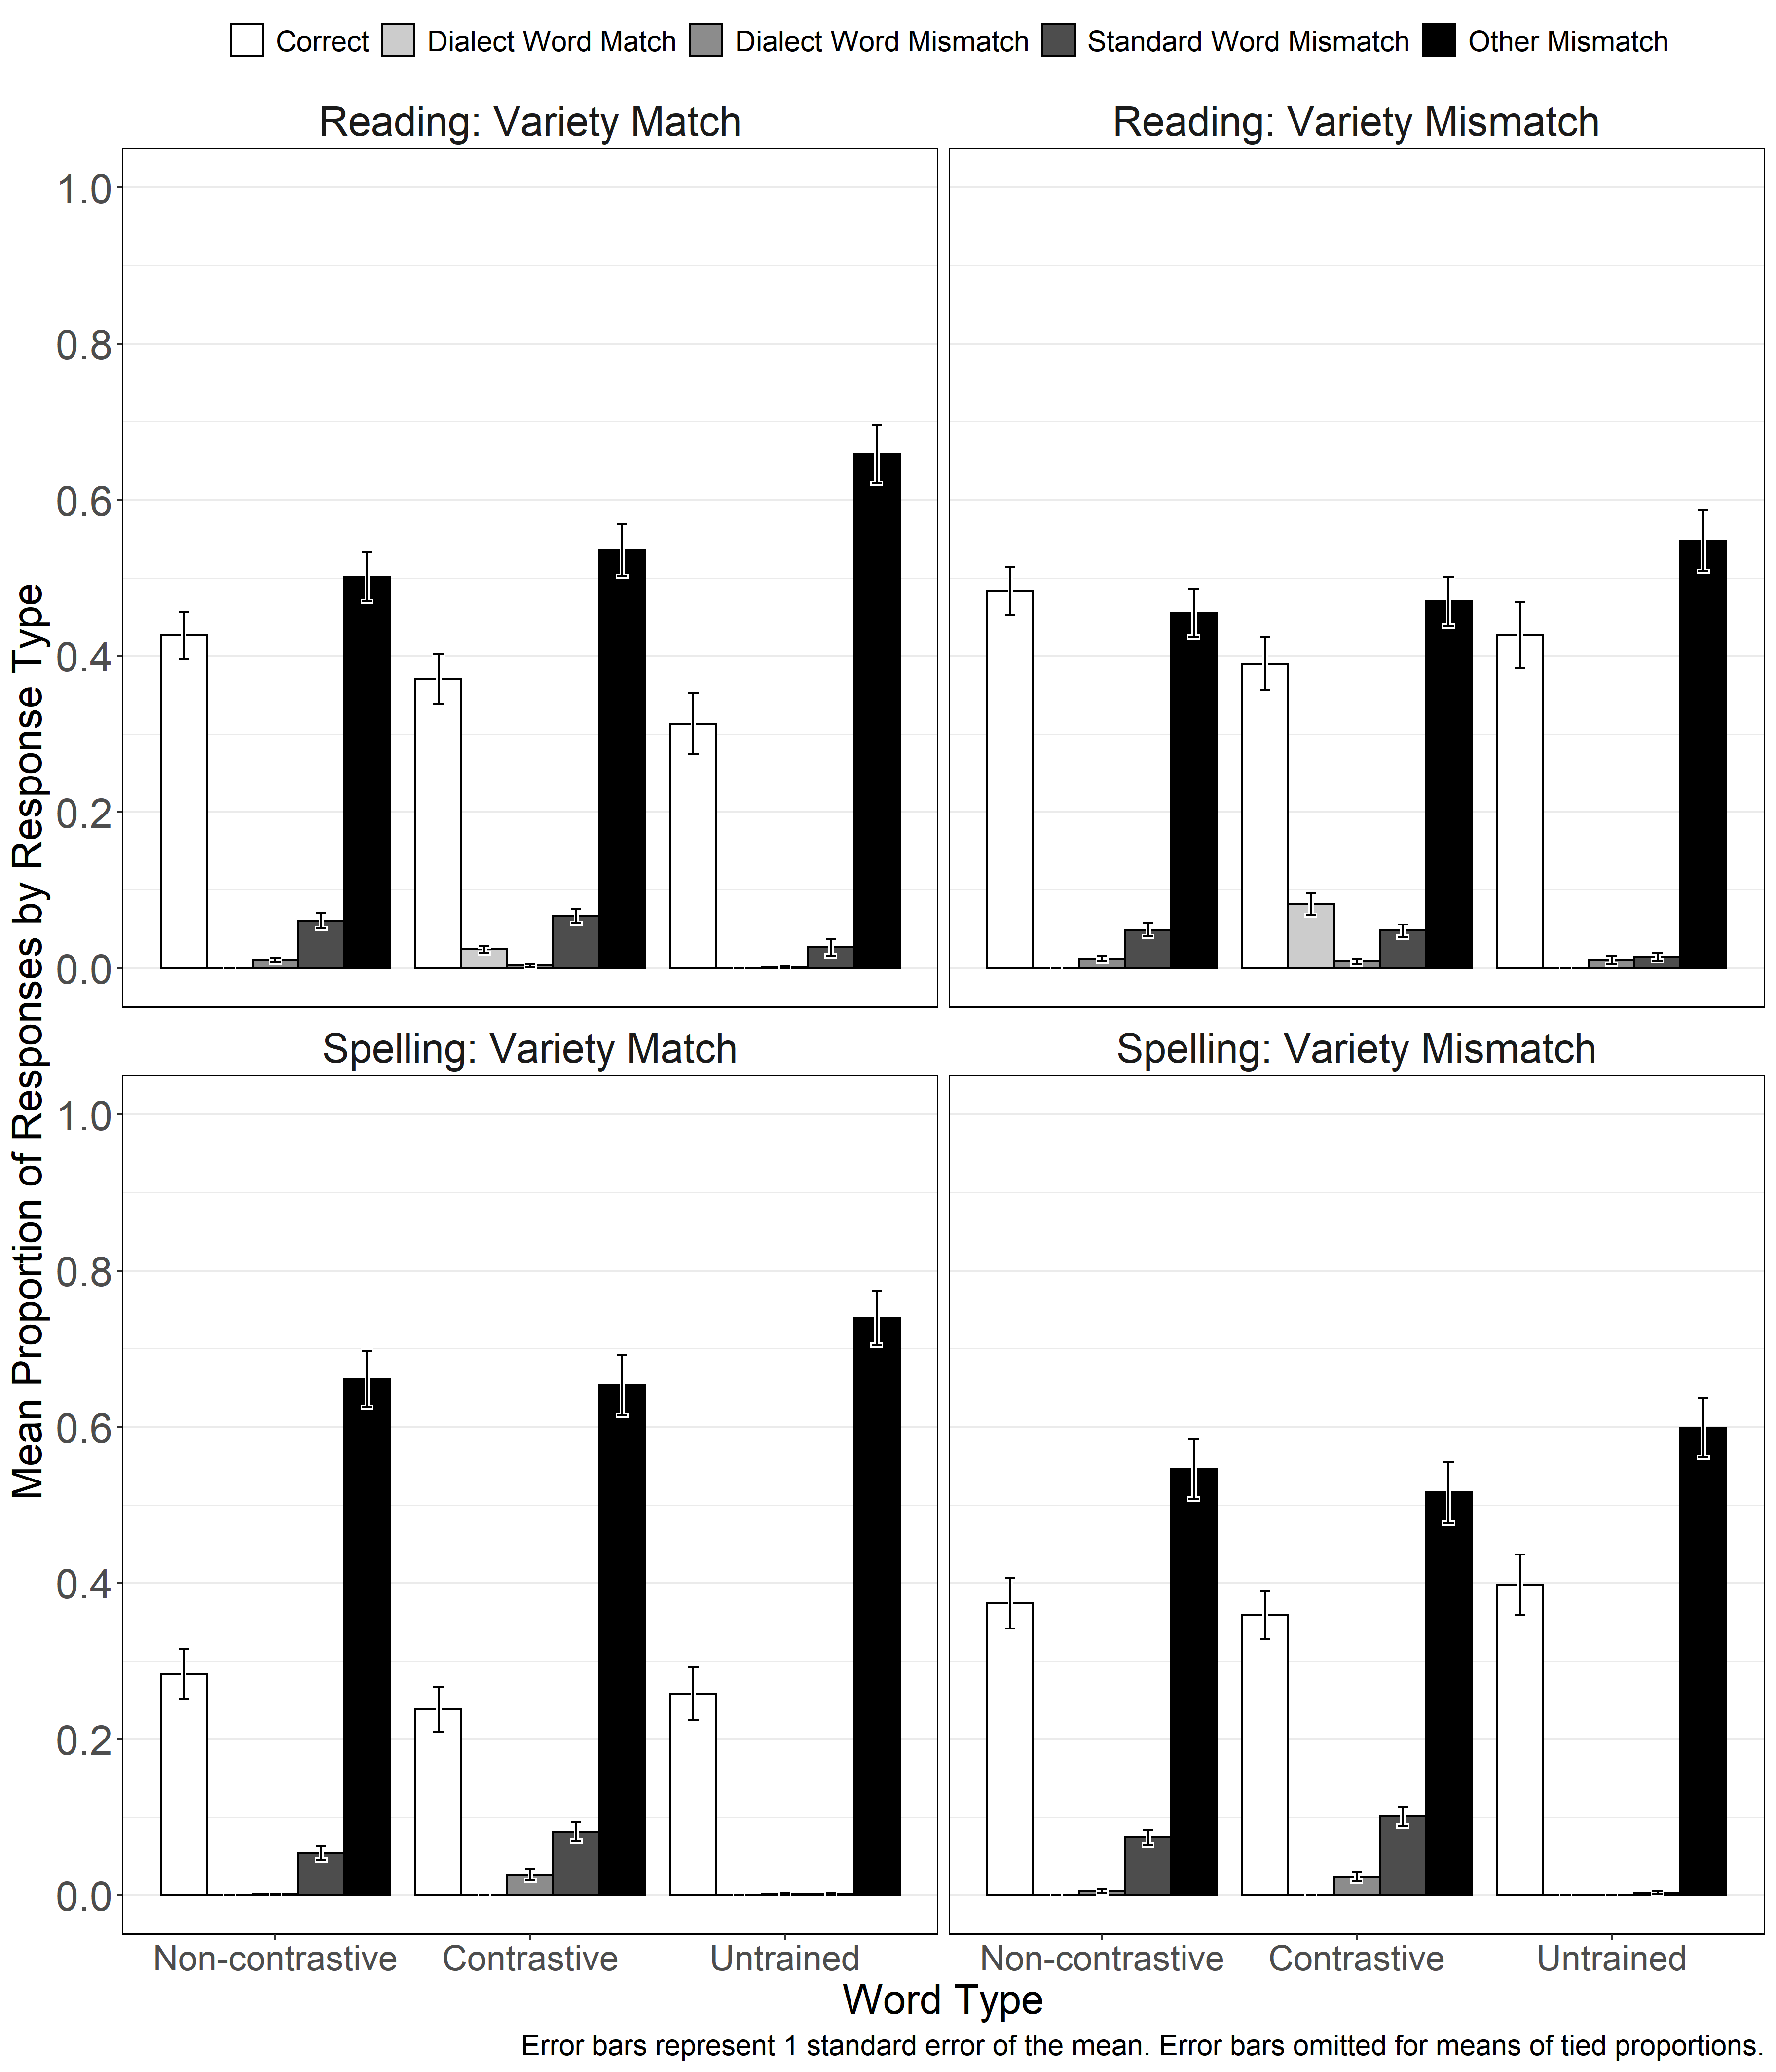 Correct Dialect Word Match Dialect Word Mismatch Standard Word Mismatch Other Mismatch
Reading: Variety Match Reading: Variety Mismatch
1.0
0.8
0.6
0.4
0.2
0.0
Spelling: Variety Match Spelling: Variety Mismatch
1.0
0.8
0.6
0.4
0.2
0.0
Mean Proportion of Responses by Response Type
Non-contrastive Contrastive Untrained Non-contrastive Contrastive Untrained
Word Type
Error bars represent 1 standard error of the mean. Error bars omitted for means of tied proportions.